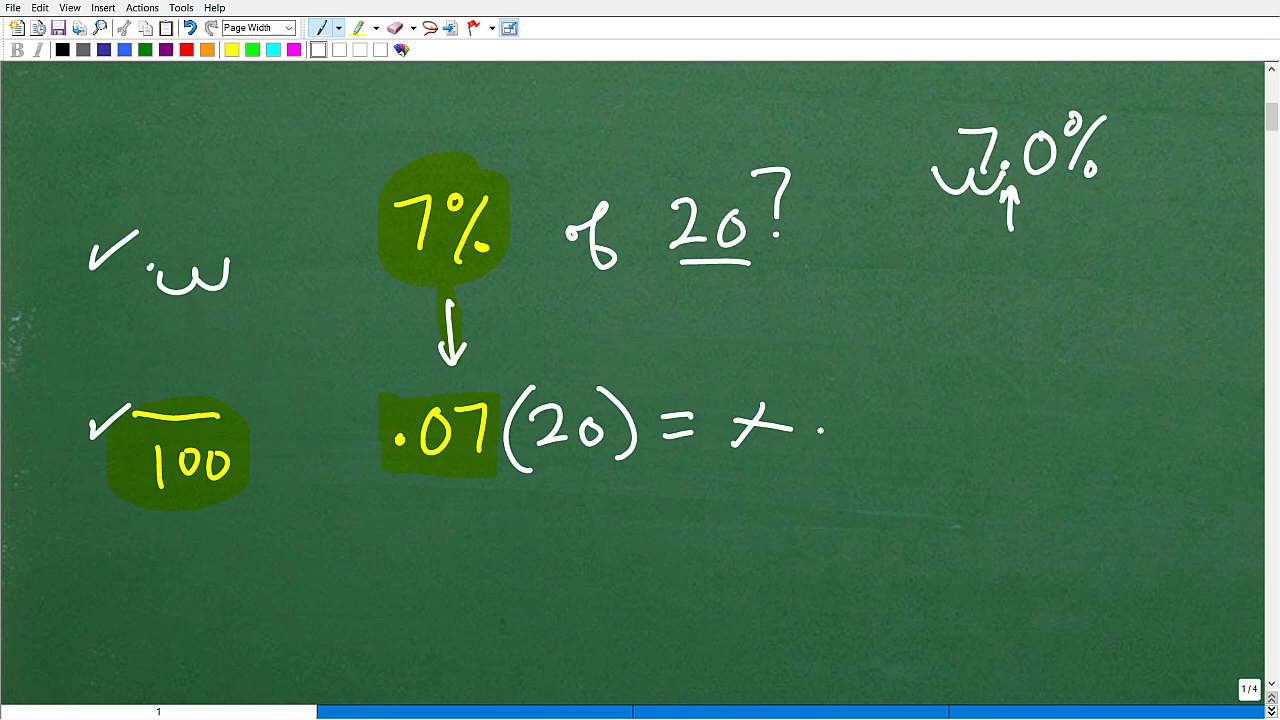 File Edit View Insert Actions Tools Help
Page Width
B I
7.0%
7% of 20?
.07(20) = x
100
1/4
1